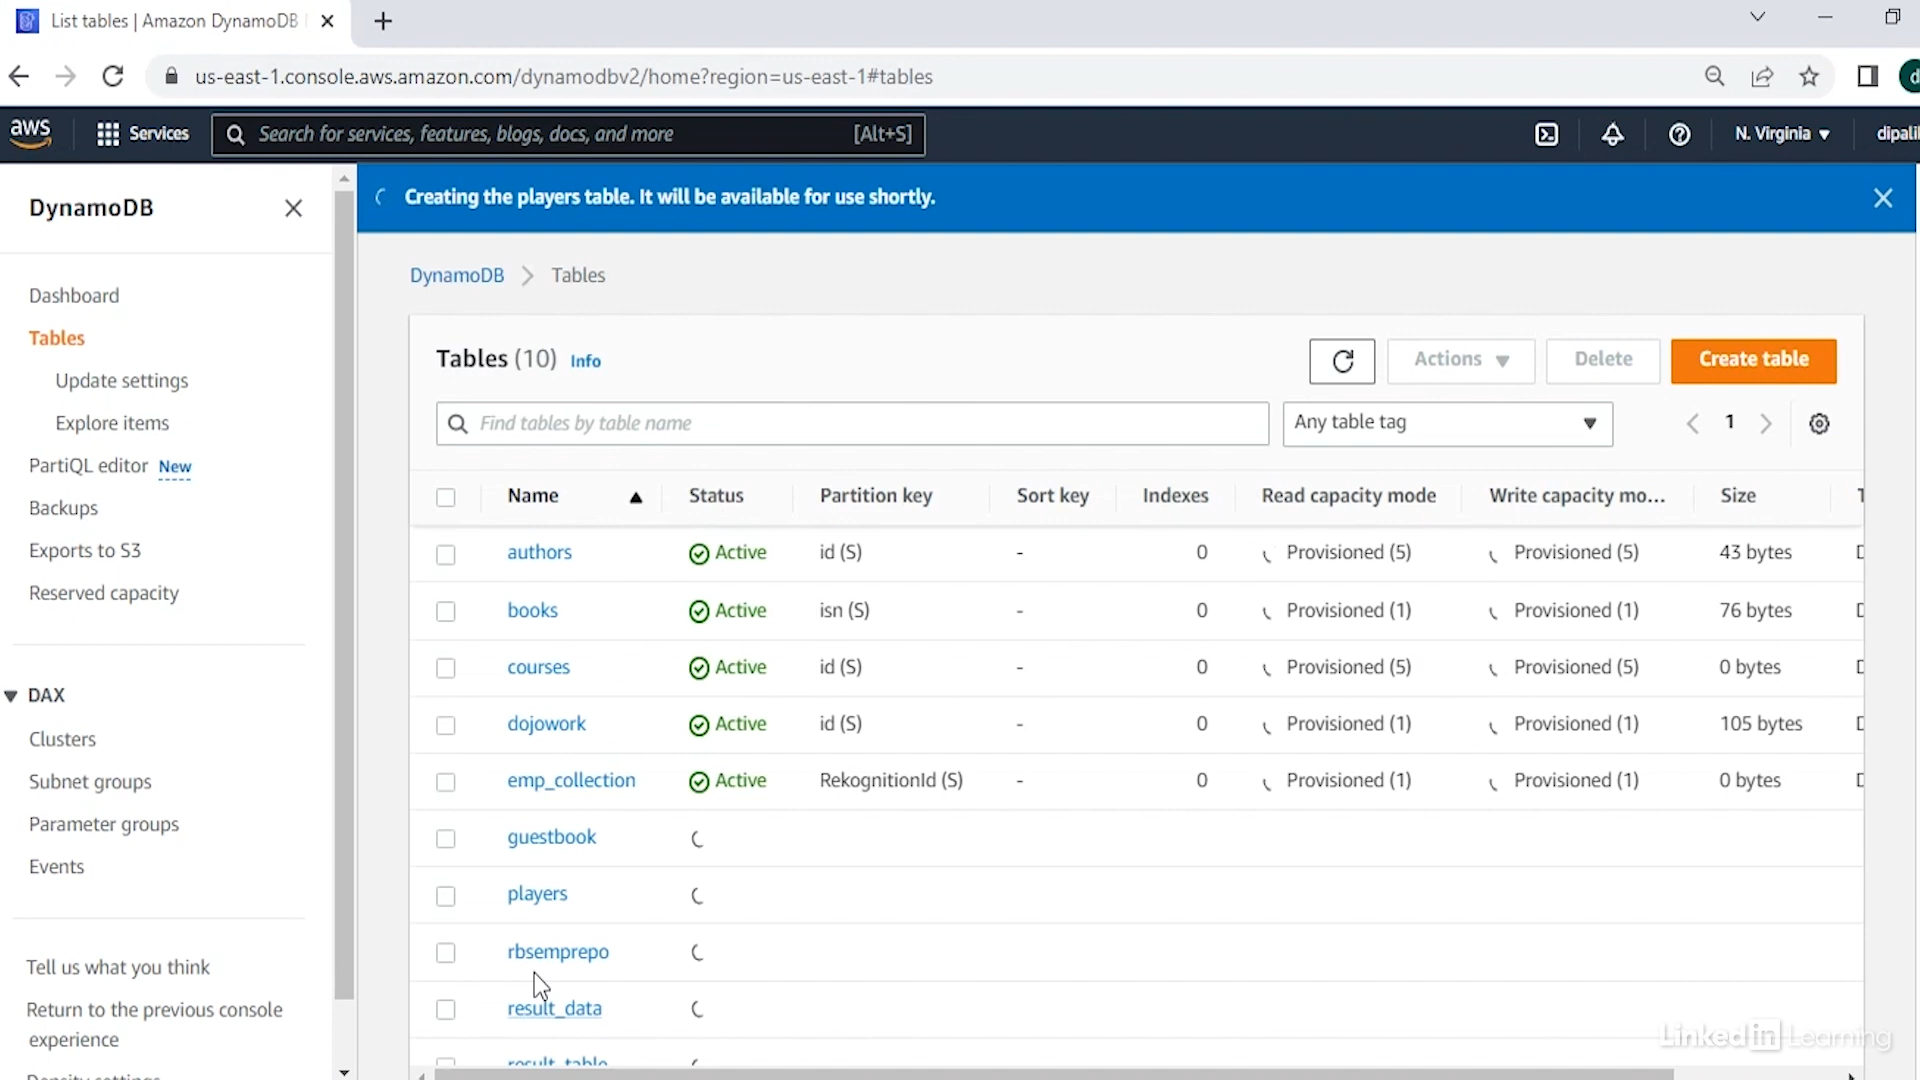 List tables | Amazon DynamoDB
us-east-1.console.aws.amazon.com/dynamodbv2/home?region=us-east-1#tables
aws
Services
Search for services, features, blogs, docs, and more
[Alt+S]
N. Virginia
dipali
DynamoDB
Creating the players table. It will be available for use shortly.
DynamoDB
Tables
Dashboard
Tables
Update settings
Explore items
PartiQL editor New
Backups
Exports to S3
Reserved capacity
DAX
Clusters
Subnet groups
Parameter groups
Events
Tell us what you think
Return to the previous console
experience
Tables (10) Info
Actions
Delete
Create table
Find tables by table name
Any table tag
1
Name Status Partition key Sort key Indexes Read capacity mode Write capacity mo... Size
authors Active id (S) - 0 Provisioned (5) Provisioned (5) 43 bytes
books Active isn (S) - 0 Provisioned (1) Provisioned (1) 76 bytes
courses Active id (S) - 0 Provisioned (5) Provisioned (5) 0 bytes
dojowork Active id (S) - 0 Provisioned (1) Provisioned (1) 105 bytes
emp_collection Active RekognitionId (S) - 0 Provisioned (1) Provisioned (1) 0 bytes
guestbook
players
rbsemprepo
result_data
result_table
LinkedIn Learning